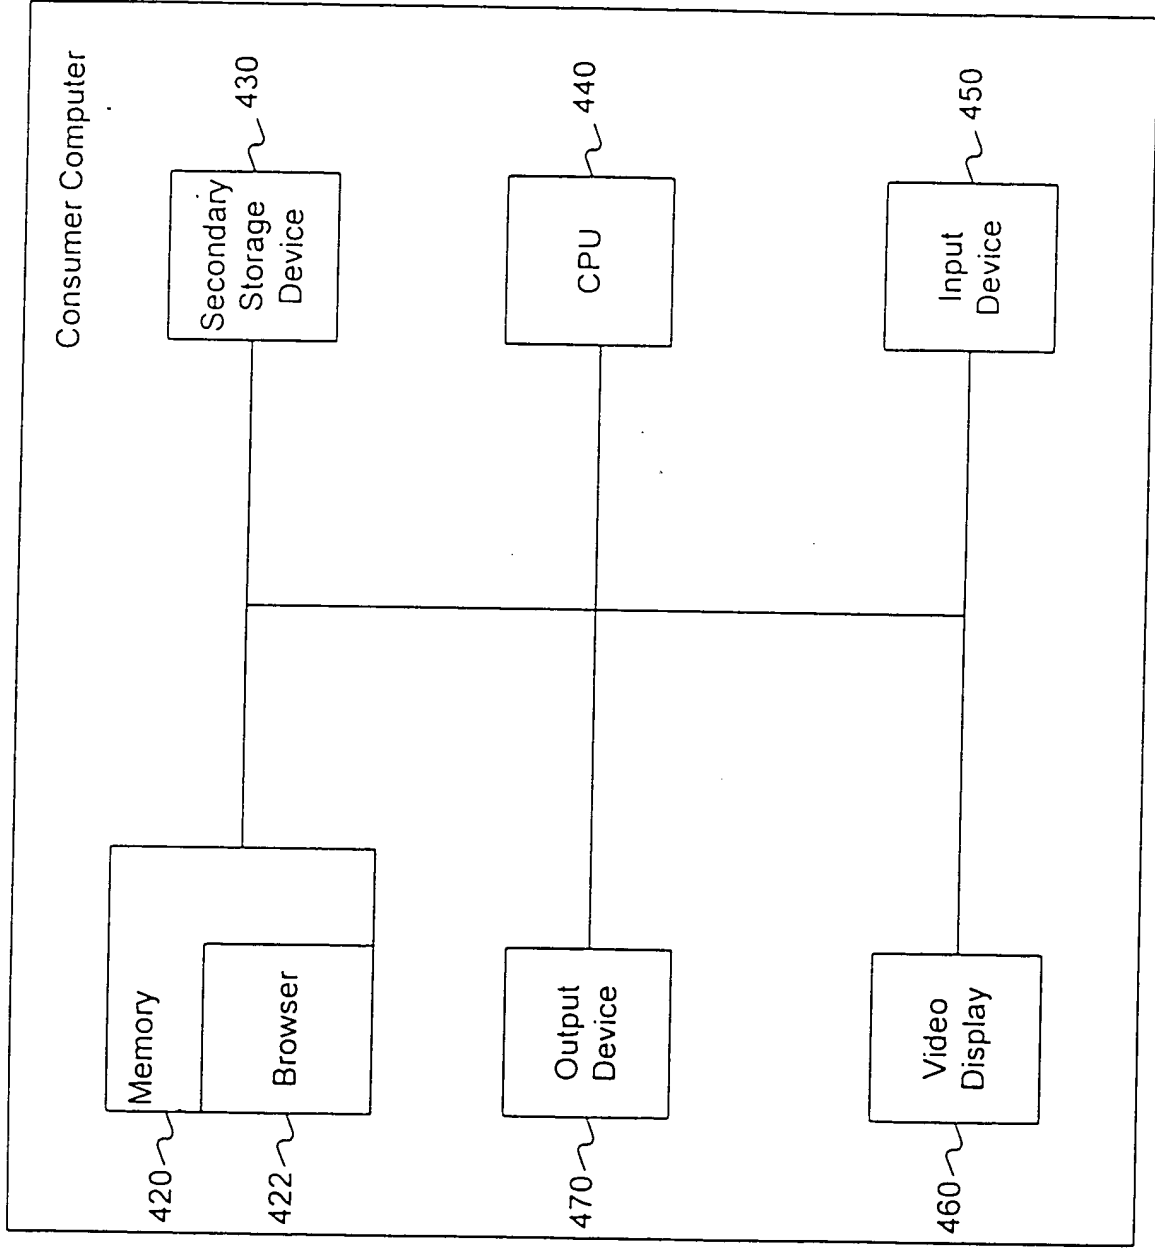 Consumer Computer
420
Memory
422
Browser
Secondary
Storage
Device
430
470
Output
Device
CPU
440
460
Video
Display
Input
Device
450